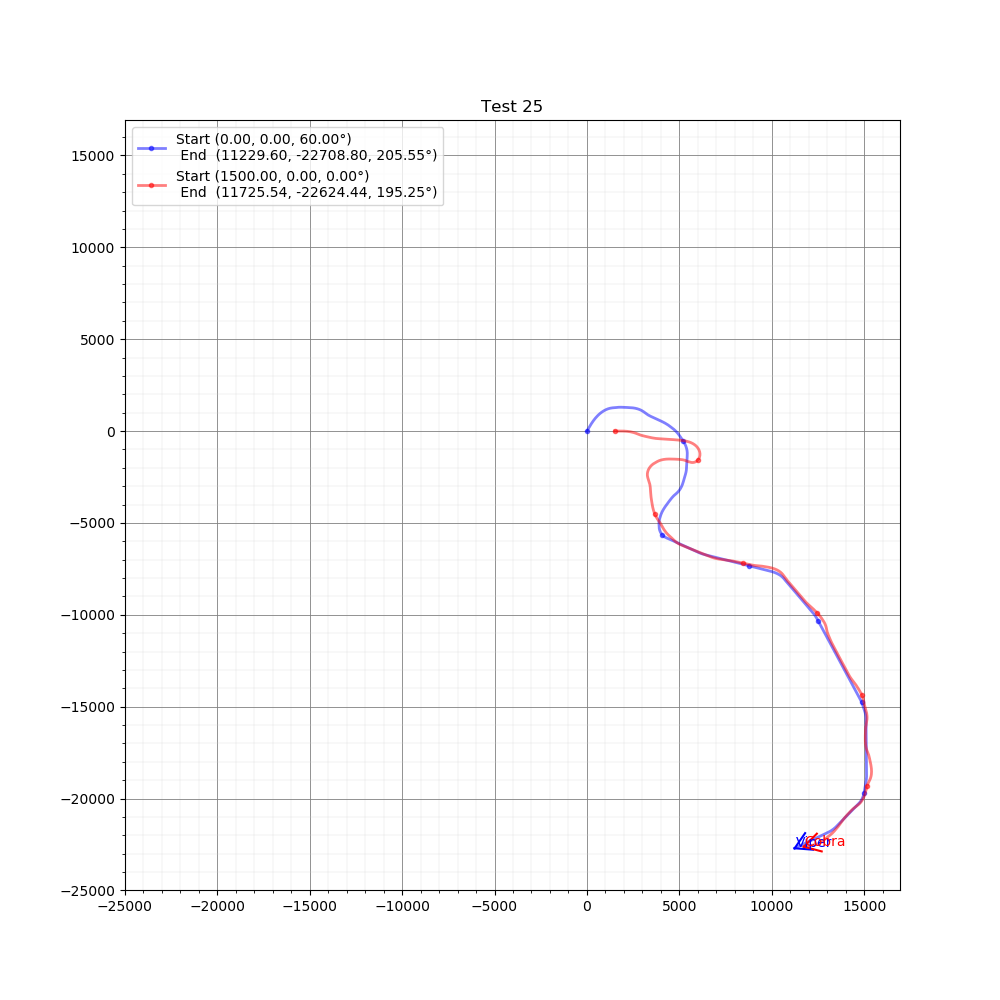 Test 25
Start (0.00, 0.00, 60.00°)
End (11229.60, -22708.80, 205.55°)
Start (1500.00, 0.00, 0.00°)
End (11725.54, -22624.44, 195.25°)
15000
10000
5000
0
−5000
−10000
−15000
−20000
−25000
Viper
Cobra
−25000 −20000 −15000 −10000 −5000 0 5000 10000 15000